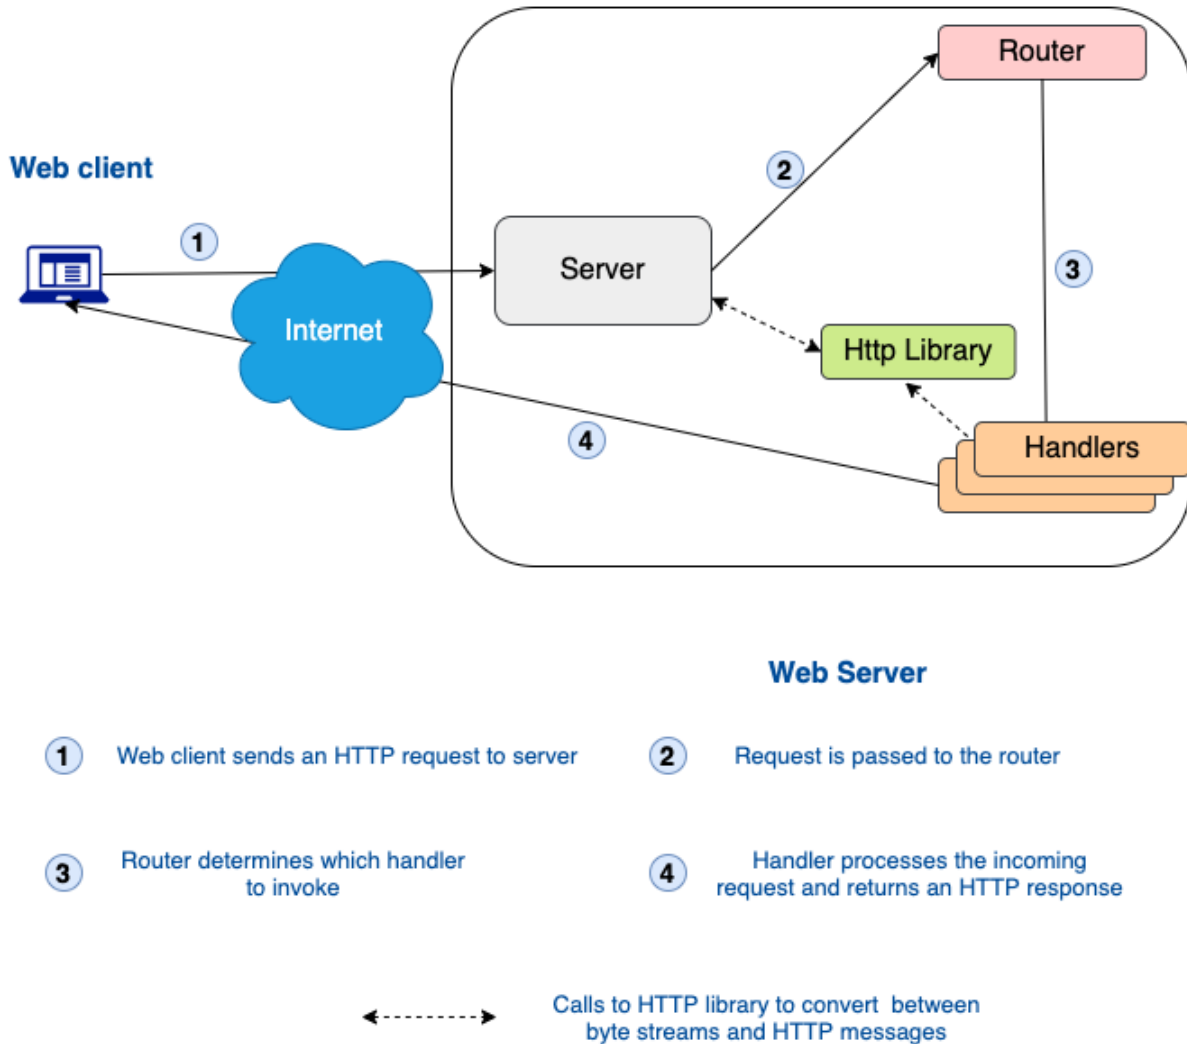 Router
Web client
2
1
Server
3
Internet
Http Library
4
Handlers
Web Server
1 Web client sends an HTTP request to server
2 Request is passed to the router
3 Router determines which handler
to invoke
4 Handler processes the incoming
request and returns an HTTP response
Calls to HTTP library to convert between
byte streams and HTTP messages